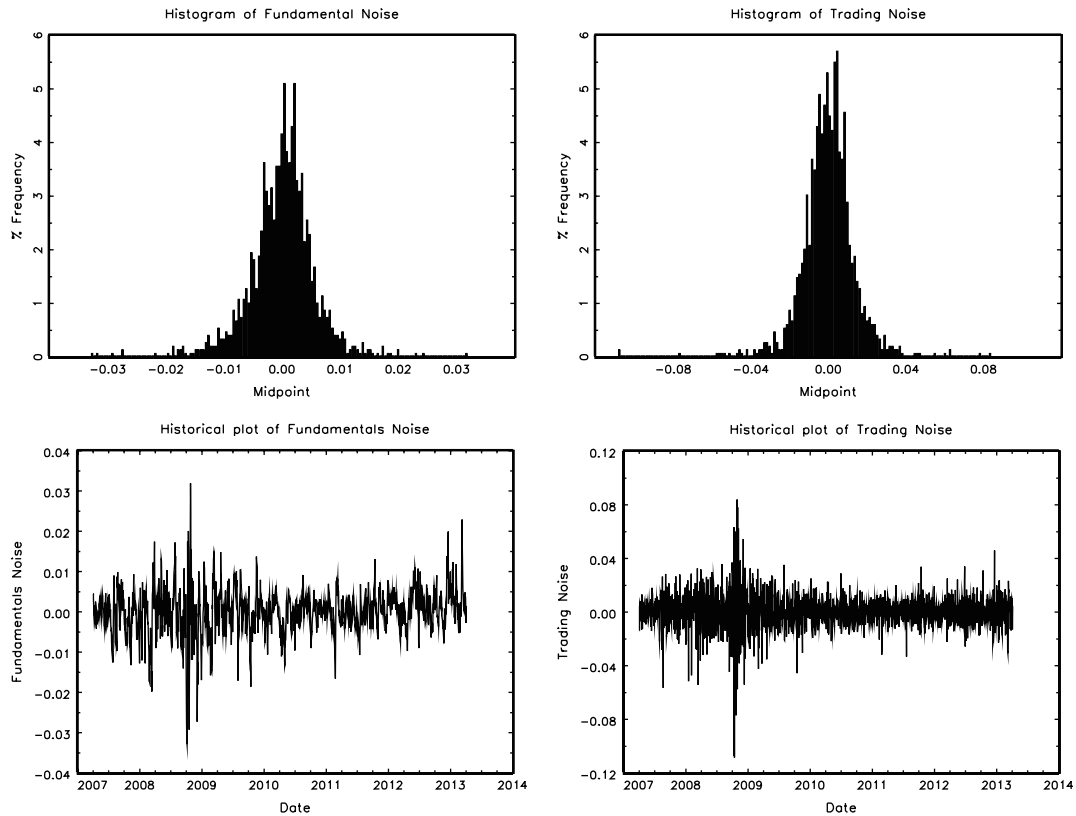 Histogram of Fundamental Noise
% Frequency
6
5
4
3
2
1
0
−0.03 −0.02 −0.01 0.00 0.01 0.02 0.03
Midpoint
Histogram of Trading Noise
% Frequency
6
5
4
3
2
1
0
−0.08 −0.04 0.00 0.04 0.08
Midpoint
Historical plot of Fundamentals Noise
Fundamentals Noise
0.04
0.03
0.02
0.01
0.00
−0.01
−0.02
−0.03
−0.04
2007 2008 2009 2010 2011 2012 2013 2014
Date
Historical plot of Trading Noise
Trading Noise
0.12
0.08
0.04
0.00
−0.04
−0.08
−0.12
2007 2008 2009 2010 2011 2012 2013 2014
Date